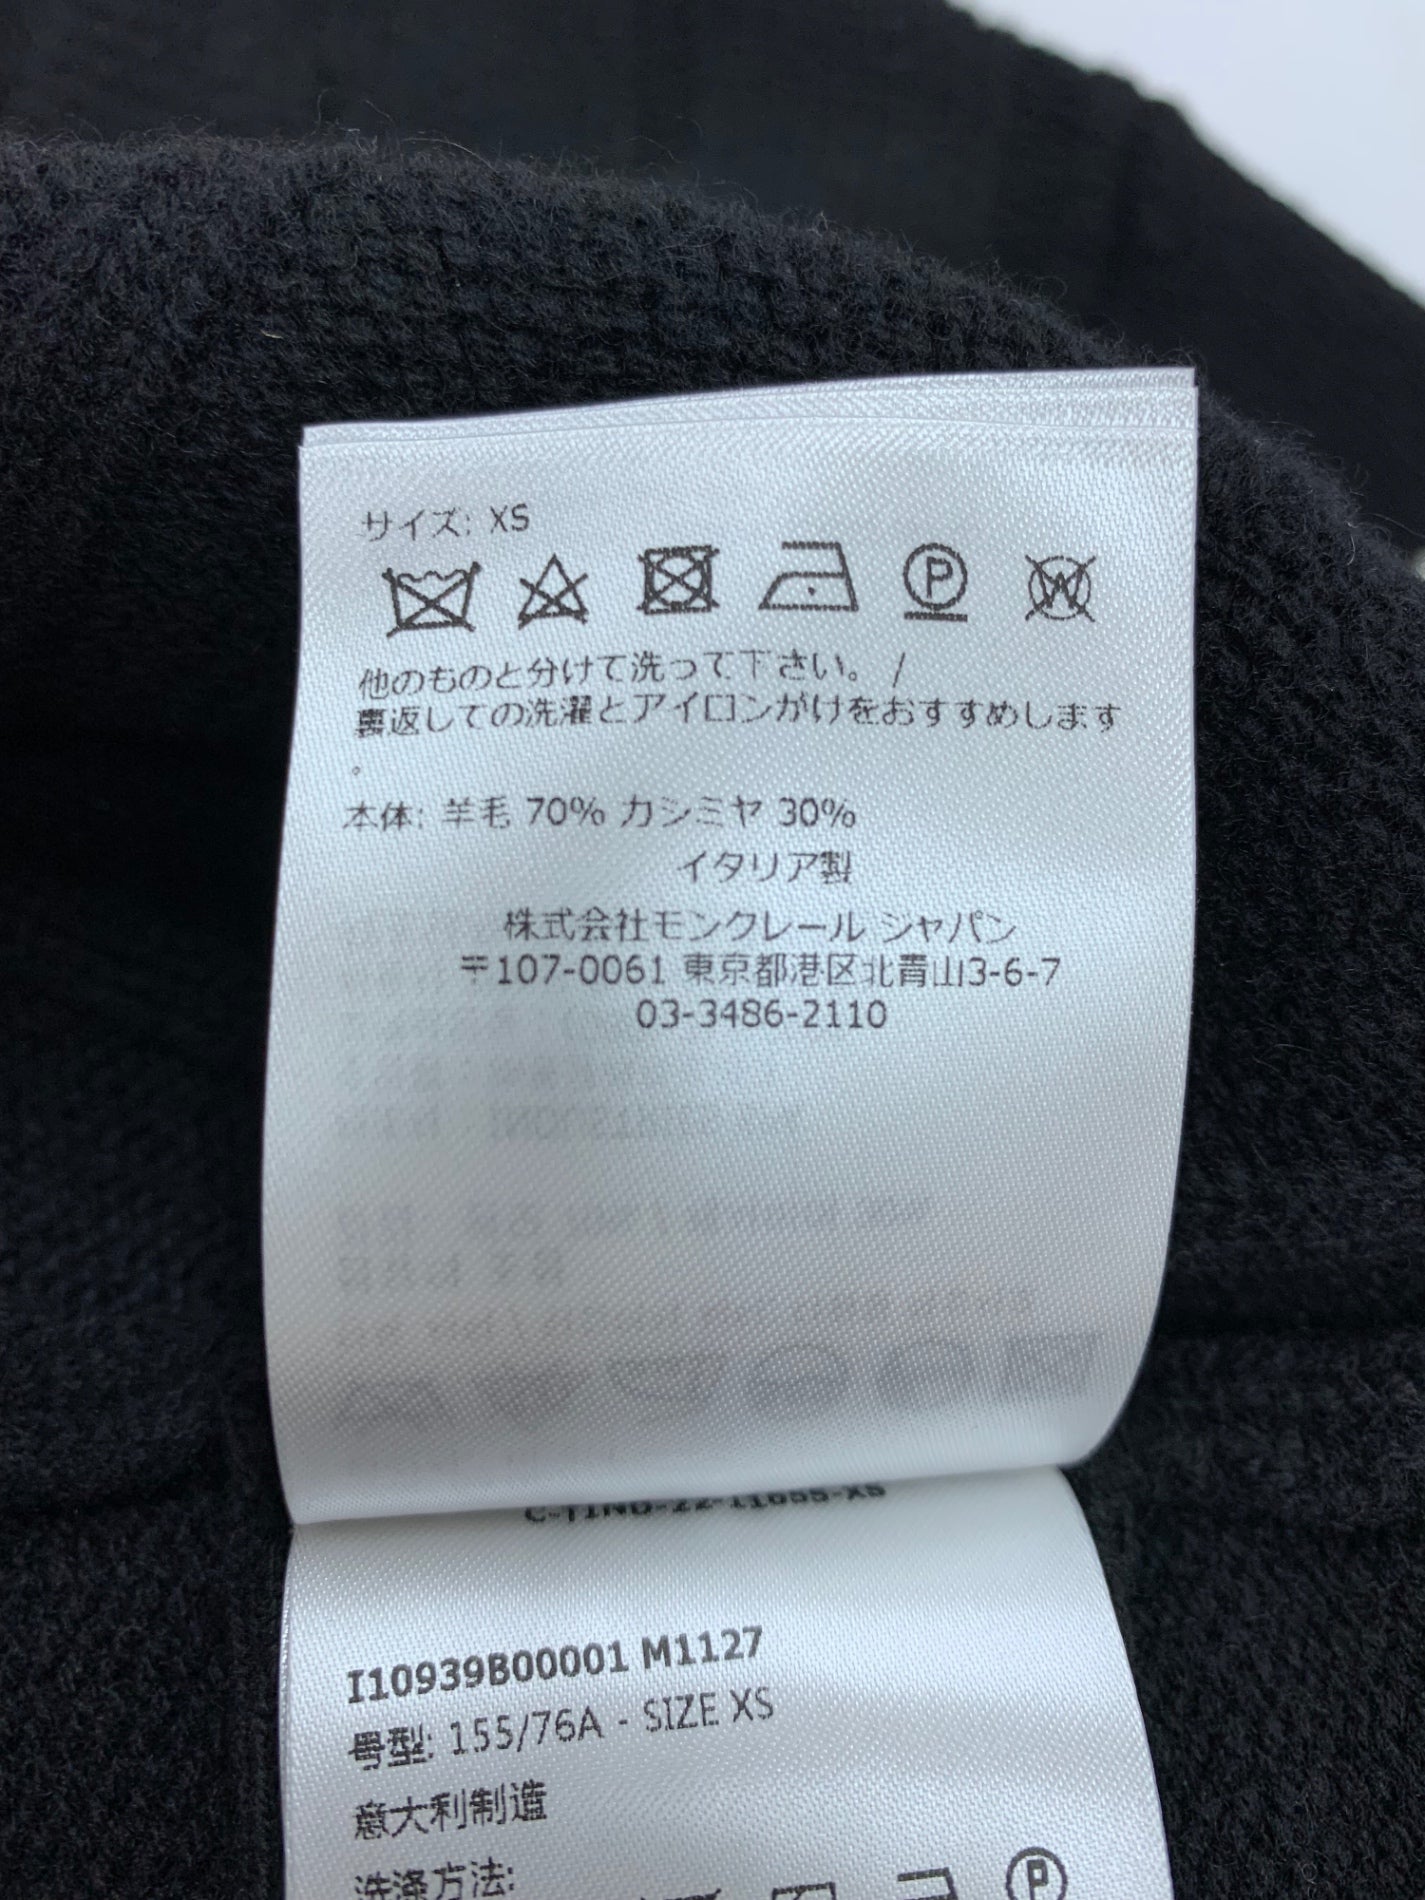 サイズ: XS
P
W
他のものと分けて洗って下さい。 /
裏返しての洗濯とアイロンがけをおすすめします
。
本体: 羊毛 70% カシミヤ 30%
イタリア製
株式会社モンクレール ジャパン
〒107-0061 東京都港区北青山3-6-7
03-3486-2110
I10939B00001 M1127
号型: 155/76A - SIZE XS
意大利制造
洗涤方法:
P